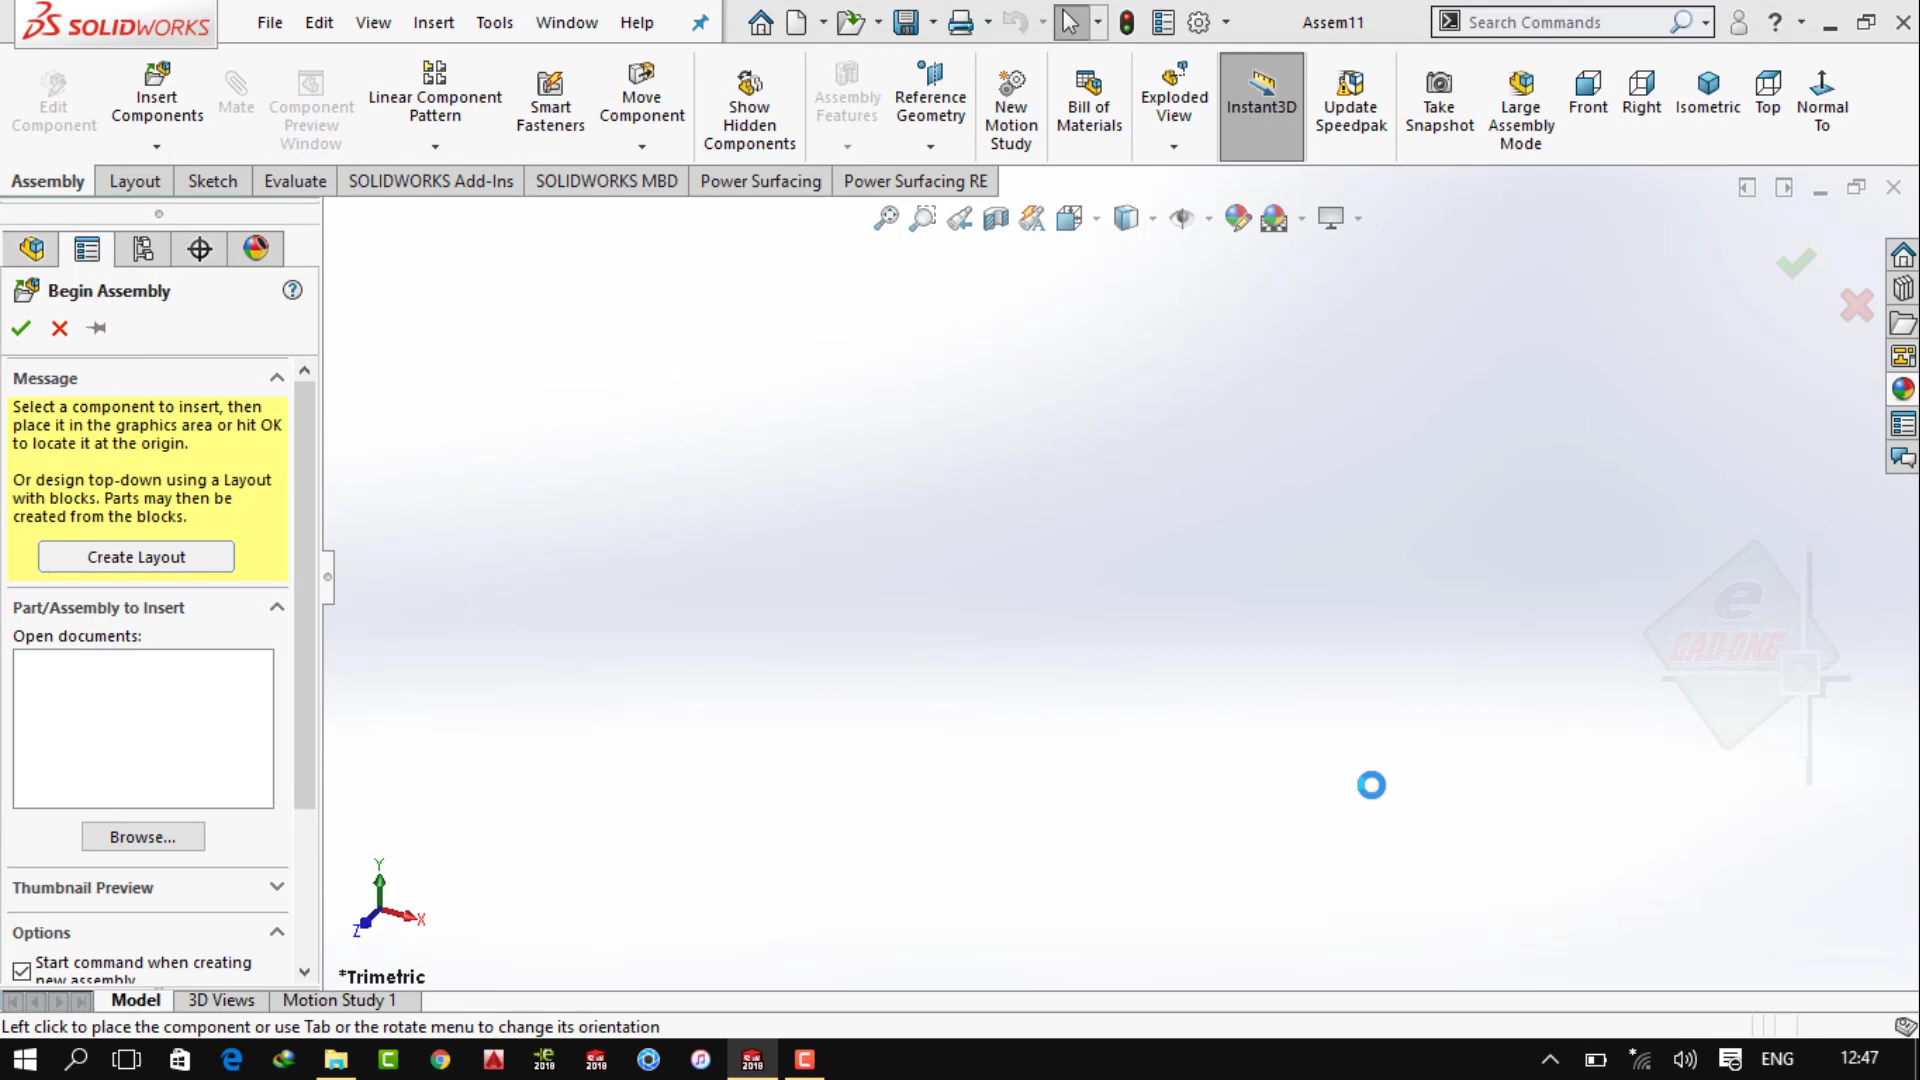 SOLIDWORKS
File Edit View Insert Tools Window Help
Assem11
Search Commands
Edit
Component
Insert
Components
Mate
Component
Preview
Window
Linear Component
Pattern
Smart
Fasteners
Move
Component
Show
Hidden
Components
Assembly
Features
Reference
Geometry
New
Motion
Study
Bill of
Materials
Exploded
View
Instant3D
Update
Speedpak
Take
Snapshot
Large
Assembly
Mode
Front
Right
Isometric
Top
Normal
To
Assembly Layout Sketch Evaluate SOLIDWORKS Add-Ins SOLIDWORKS MBD Power Surfacing Power Surfacing RE
Begin Assembly
Message
Select a component to insert, then
place it in the graphics area or hit OK
to locate it at the origin.
Or design top-down using a Layout
with blocks. Parts may then be
created from the blocks.
Create Layout
Part/Assembly to Insert
Open documents:
Browse...
Thumbnail Preview
Options
Start command when creating
new assembly
e
CAD-ONE
Y
X
Z
*Trimetric
Model 3D Views Motion Study 1
Left click to place the component or use Tab or the rotate menu to change its orientation
ENG
12:47